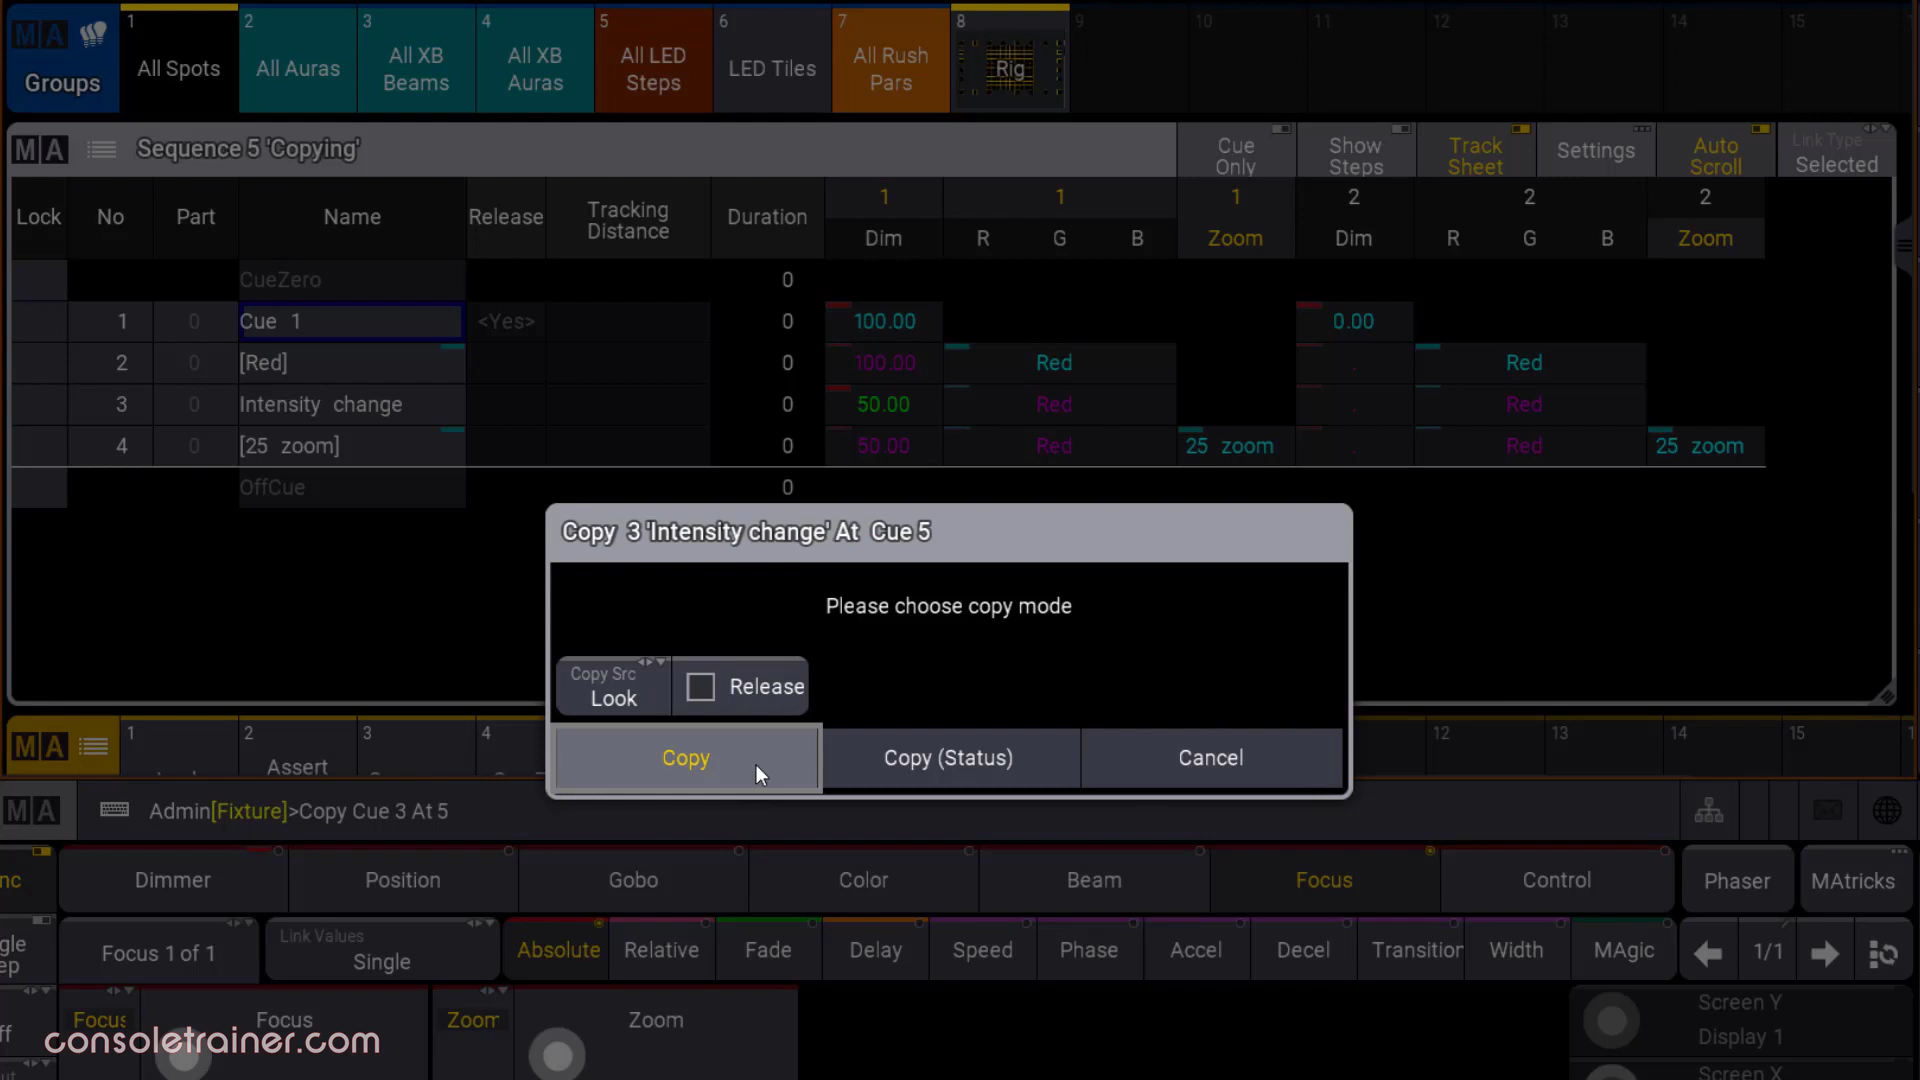 MA
Groups
1
All Spots
2
All Auras
3
All XB
Beams
4
All XB
Auras
5
All LED
Steps
6
LED Tiles
7
All Rush
Pars
8
Rig
9
10
11
12
13
14
15
MA
Sequence 5 'Copying'
Cue
Only
Show
Steps
Track
Sheet
Settings
Auto
Scroll
Link Type
Selected
Lock No Part Name Release Tracking Distance Duration
1 1 1 2 2 2
Dim R G B Zoom Dim R G B Zoom
CueZero 0
1 0 Cue 1 <Yes> 0 100.00 0.00
2 0 [Red] 0 100.00 Red . Red
3 0 Intensity change 0 50.00 Red . Red
4 0 [25 zoom] 0 50.00 Red 25 zoom . Red 25 zoom
OffCue 0
Copy 3 'Intensity change' At Cue 5
Please choose copy mode
Copy Src
Look
Release
Copy
Copy (Status)
Cancel
MA
1
2
Assert
3
4
12
13
14
15
MA
Admin[Fixture]>Copy Cue 3 At 5
Dimmer
Position
Gobo
Color
Beam
Focus
Control
Phaser
MAtricks
Focus 1 of 1
Link Values
Single
Absolute
Relative
Fade
Delay
Speed
Phase
Accel
Decel
Transition
Width
MAgic
1/1
Focus
Focus
Zoom
Zoom
Screen Y
Display 1
Screen X
consoletrainer.com